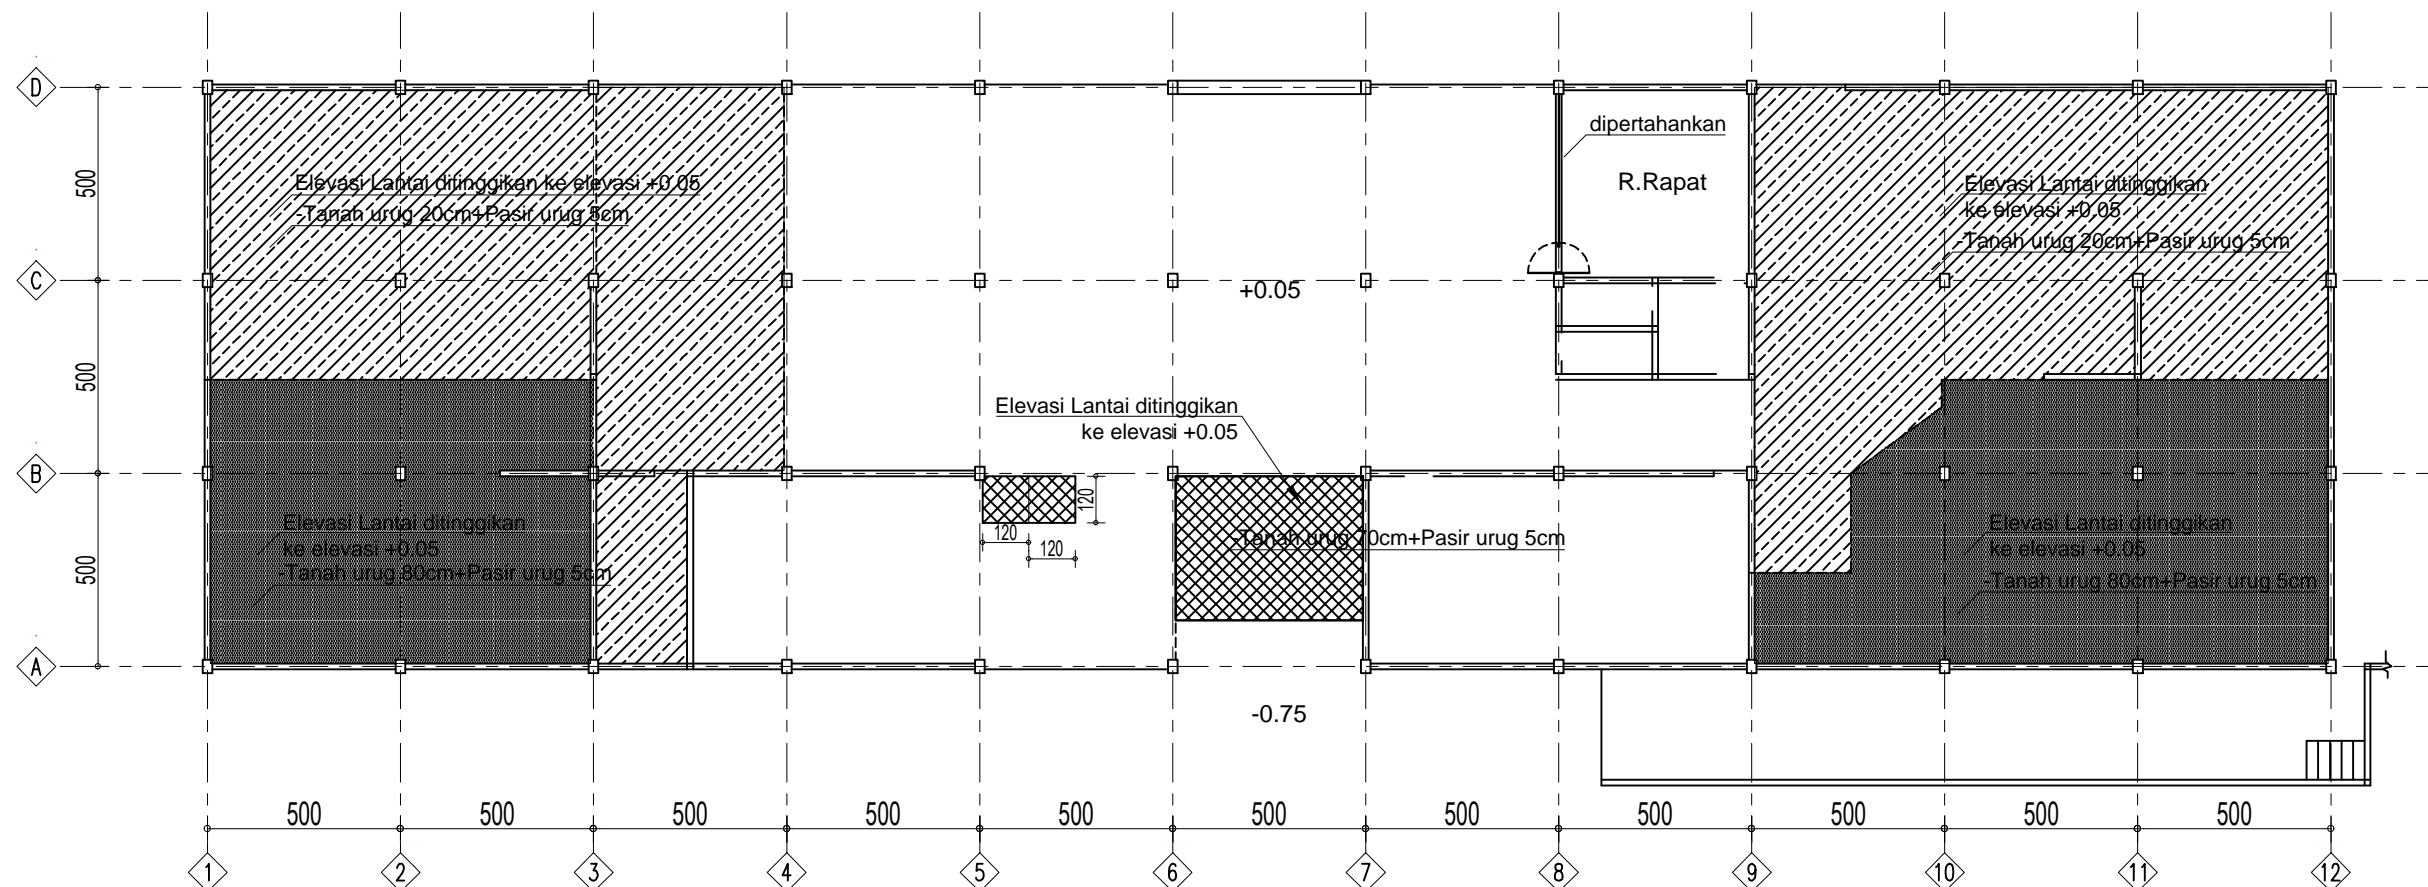 D
dipertahankan
500
Elevasi Lantai ditinggikan ke elevasi +0.05
-Tanah urug 20cm+Pasir urug 5cm
R.Rapat
Elevasi Lantai ditinggikan
ke elevasi +0.05
-Tanah urug 20cm+Pasir urug 5cm
C
+0.05
500
Elevasi Lantai ditinggikan
ke elevasi +0.05
B
120
120
120
Elevasi Lantai ditinggikan
ke elevasi +0.05
-Tanah urug 80cm+Pasir urug 5cm
-Tanah urug 70cm+Pasir urug 5cm
Elevasi Lantai ditinggikan
ke elevasi +0.05
-Tanah urug 80cm+Pasir urug 5cm
500
A
-0.75
500 500 500 500 500 500 500 500 500 500 500
1 2 3 4 5 6 7 8 9 10 11 12